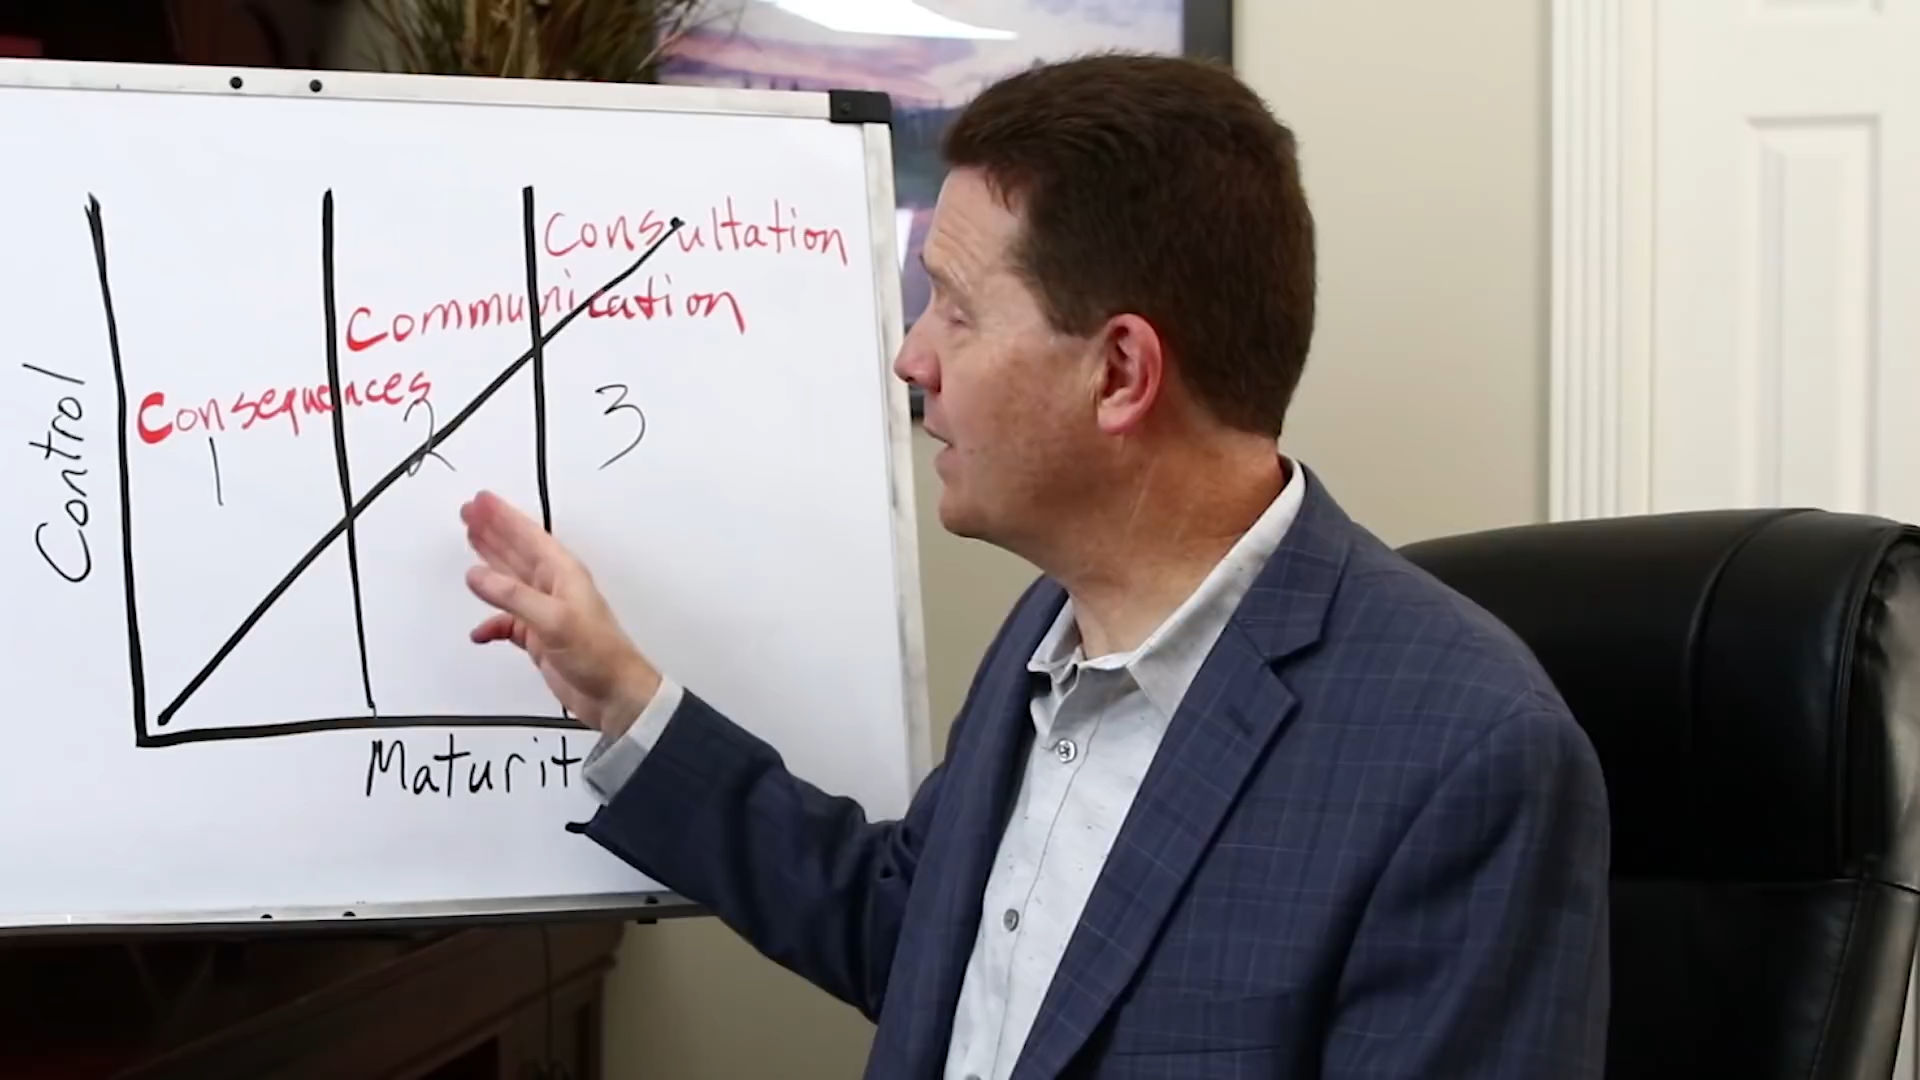 Consultation
Communication
Consequences
1
2
3
Control
Maturit